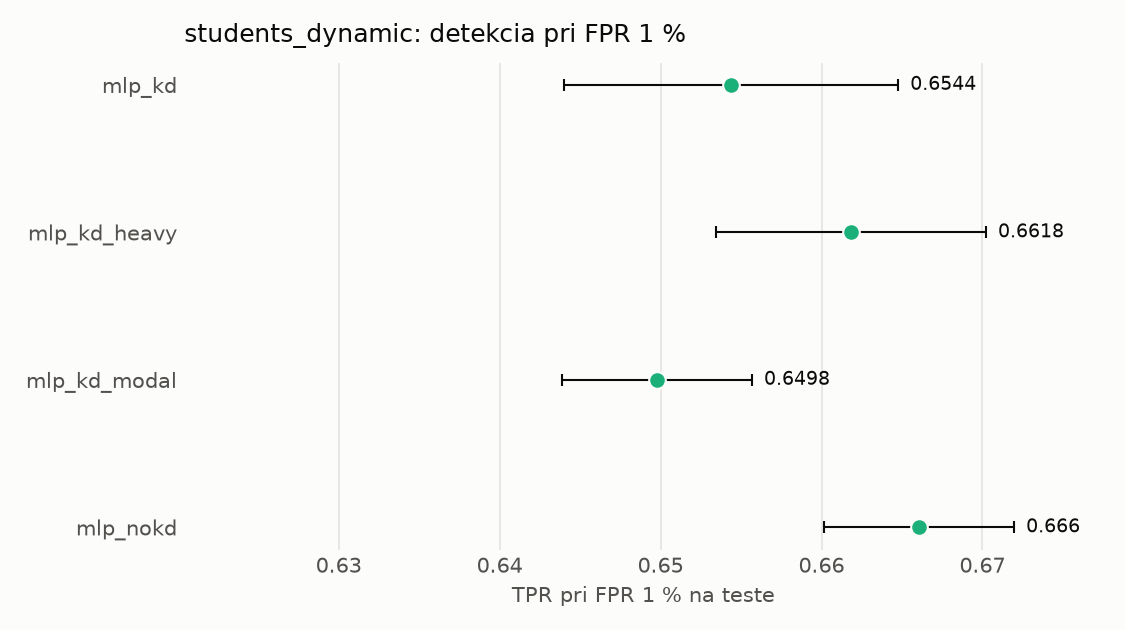 students_dynamic: detekcia pri FPR 1 %
mlp_kd
0.6544
mlp_kd_heavy
0.6618
mlp_kd_modal
0.6498
mlp_nokd
0.666
0.63
0.64
0.65
0.66
0.67
TPR pri FPR 1 % na teste